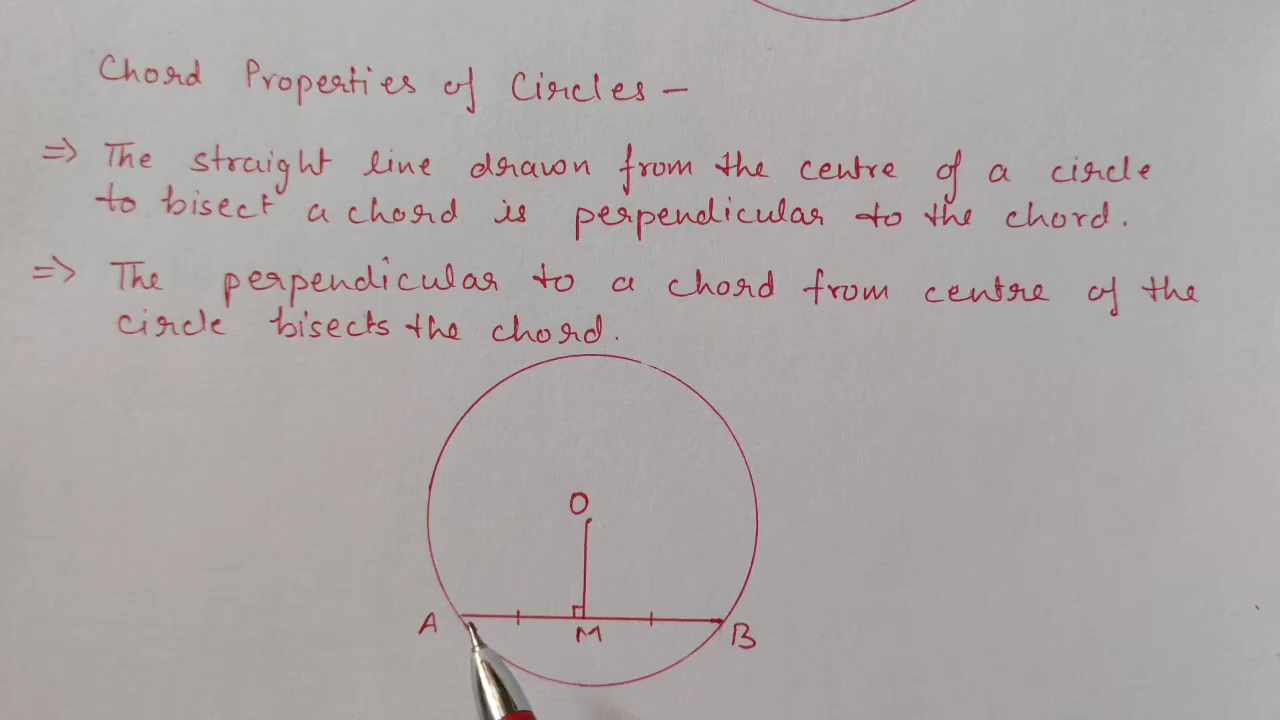 Chord Properties of Circles -
=> The straight line drawn from the centre of a circle
to bisect a chord is perpendicular to the chord.
=> The perpendicular to a chord from centre of the
circle bisects the chord.
O
A
M
B